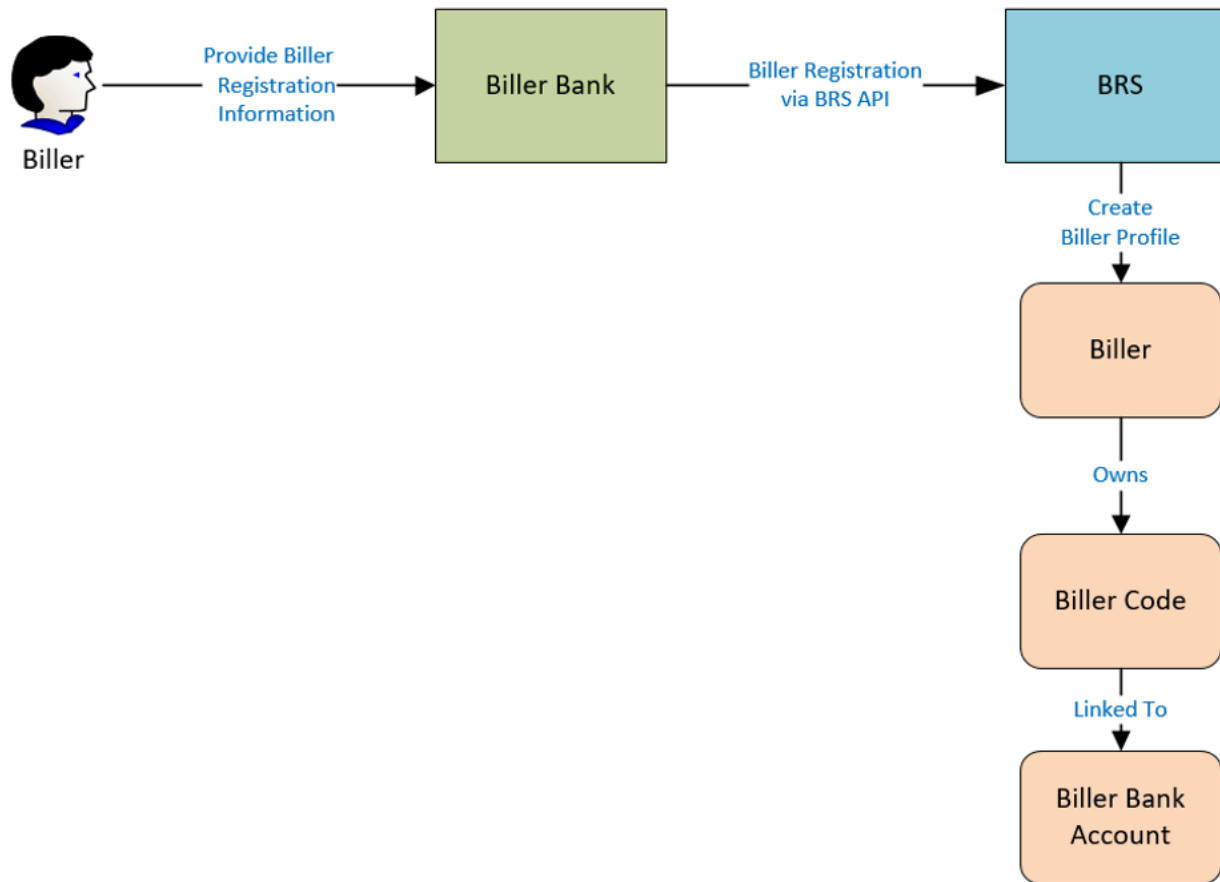 Provide Biller
Registration
Information
Biller
Biller Bank
Biller Registration
via BRS API
BRS
Create
Biller Profile
Biller
Owns
Biller Code
Linked To
Biller Bank
Account